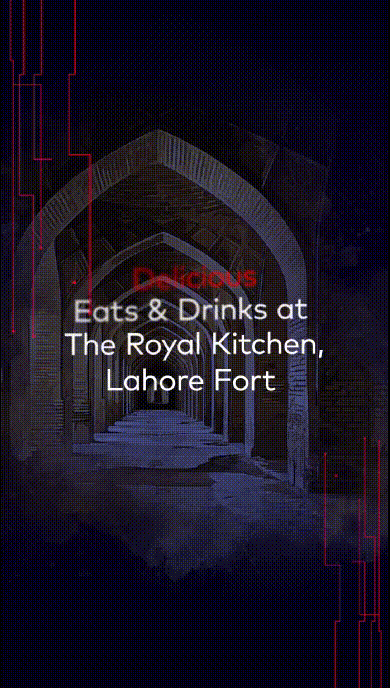 Delicious
Eats & Drinks at
The Royal Kitchen,
Lahore Fort